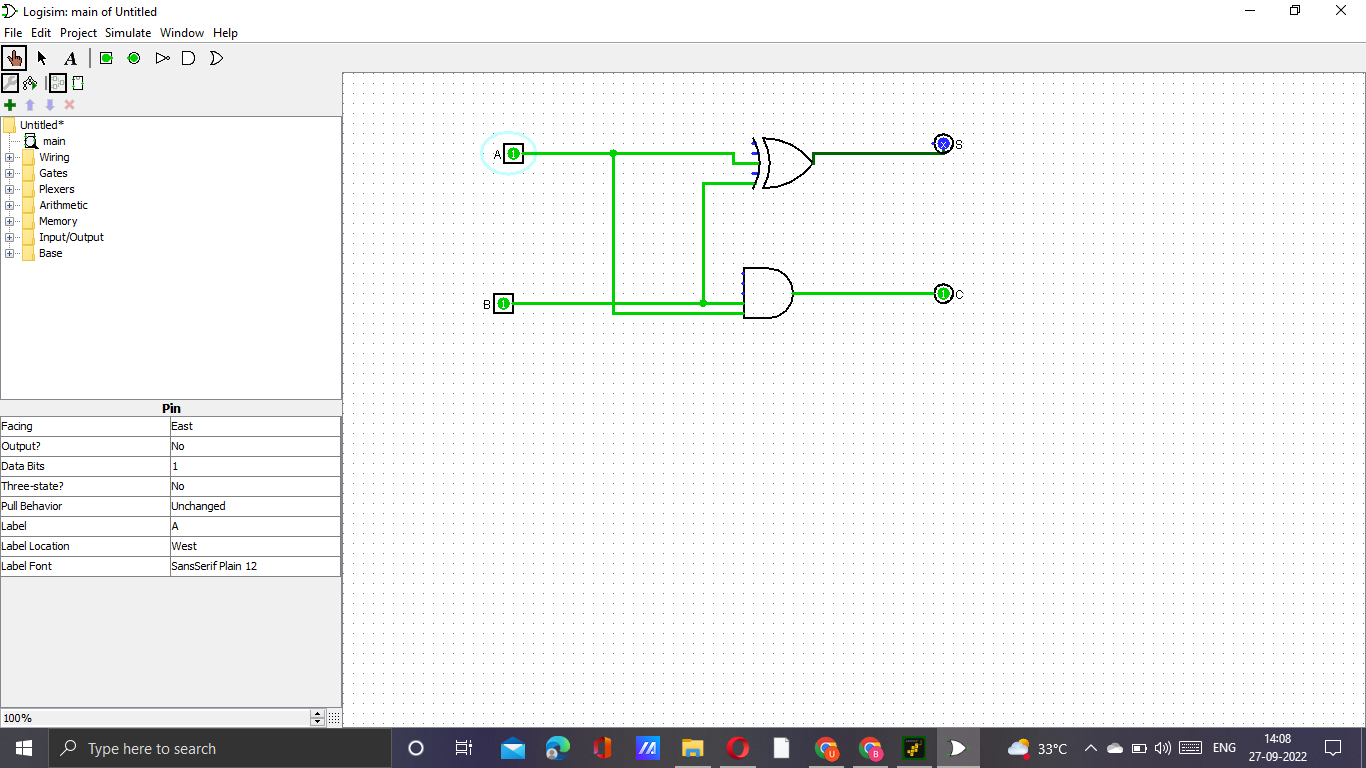 Logisim: main of Untitled
File Edit Project Simulate Window Help
A
Untitled*
main
Wiring
Gates
Plexers
Arithmetic
Memory
Input/Output
Base
Pin
Facing East
Output? No
Data Bits 1
Three-state? No
Pull Behavior Unchanged
Label A
Label Location West
Label Font SansSerif Plain 12
100%
A 1
x S
B 1
1 C
Type here to search
U
B
33°C
ENG
14:08
27-09-2022